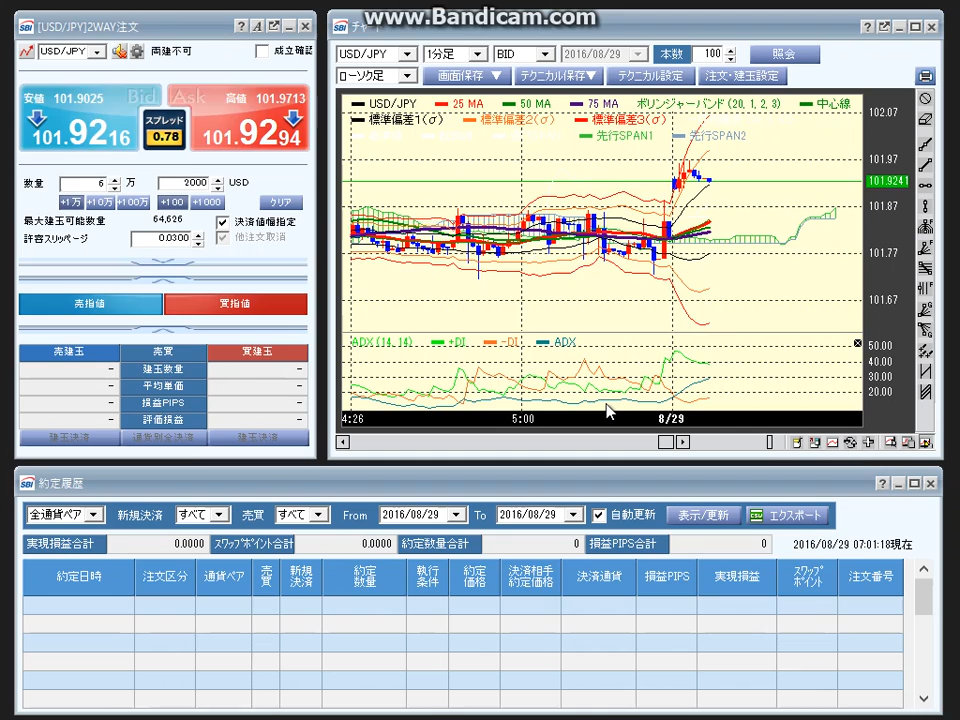 www.Bandicam.com
SBI [USD/JPY]2WAY注文
USD/JPY 両建不可 成立確認
安値 101.9025 Bid Ask 高値 101.9713
101.92 16 スプレッド 0.78 101.92 94
数量 6 万 2000 USD
+1万 +10万 +100万 +100 +1000 クリア
最大建玉可能数量 64,626 決済値幅指定
許容スリッページ 0.0300 他注文取消
売指値 買指値
売建玉 売買 買建玉
- 建玉数量 -
- 平均単価 -
- 損益PIPS -
- 評価損益 -
建玉決済 通貨別全決済 建玉決済
SBI チャート
USD/JPY 1分足 BID 2016/08/29 本数 100 照会
ローソク足 画面保存 ▼ テクニカル保存▼ テクニカル設定 注文・建玉設定
USD/JPY 25 MA 50 MA 75 MA ボリンジャーバンド (20, 1, 2, 3) 中心線
標準偏差1(σ) 標準偏差2(σ) 標準偏差3(σ)
先行SPAN1 先行SPAN2
102.07
101.97
101.9241
101.87
101.77
101.67
ADX (14, 14) +DI -DI ADX
50.00
40.00
30.00
20.00
4:26 5:00 8/29
SBI 約定履歴
全通貨ペア 新規決済 すべて 売買 すべて From 2016/08/29 To 2016/08/29 自動更新 表示/更新 CSV エクスポート
実現損益合計 0.0000 スワップポイント合計 0.0000 約定数量合計 0 損益PIPS合計 0 2016/08/29 07:01:18現在
約定日時 注文区分 通貨ペア 売買 新規決済 約定数量 執行条件 約定価格 決済相手約定価格 決済通貨 損益PIPS 実現損益 スワップポイント 注文番号